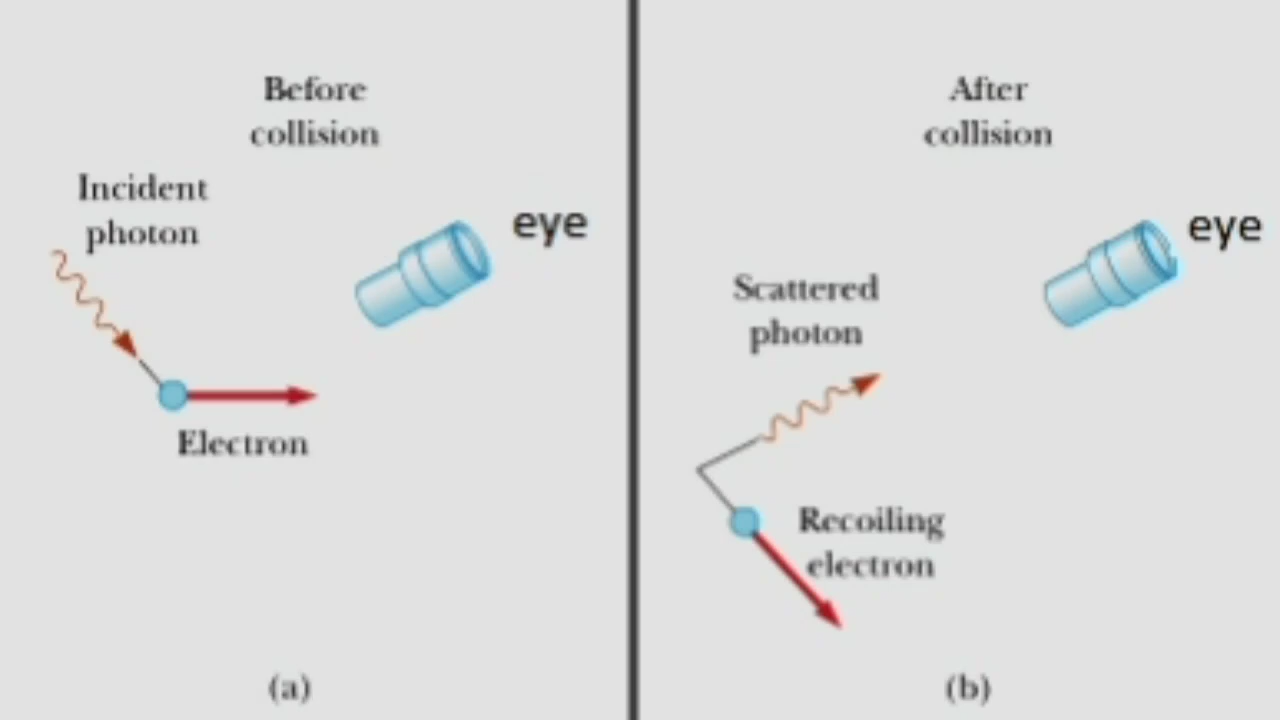 Before
collision
Incident
photon
eye
Electron
(a)
After
collision
eye
Scattered
photon
Recoiling
electron
(b)